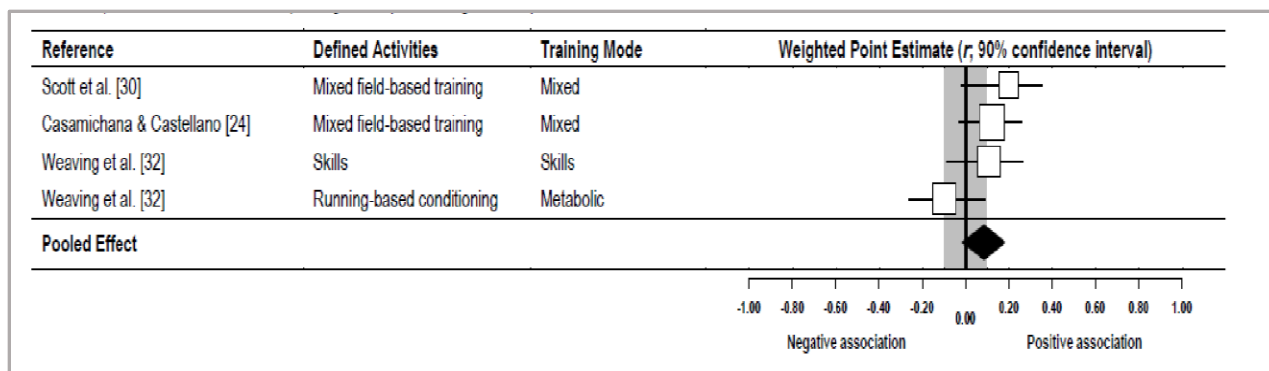 Reference Defined Activities Training Mode Weighted Point Estimate (r; 90% confidence interval)
Scott et al. [30] Mixed field-based training Mixed
Casamichana & Castellano [24] Mixed field-based training Mixed
Weaving et al. [32] Skills Skills
Weaving et al. [32] Running-based conditioning Metabolic
Pooled Effect
-1.00 -0.80 -0.60 -0.40 -0.20 0.00 0.20 0.40 0.60 0.80 1.00
Negative association Positive association